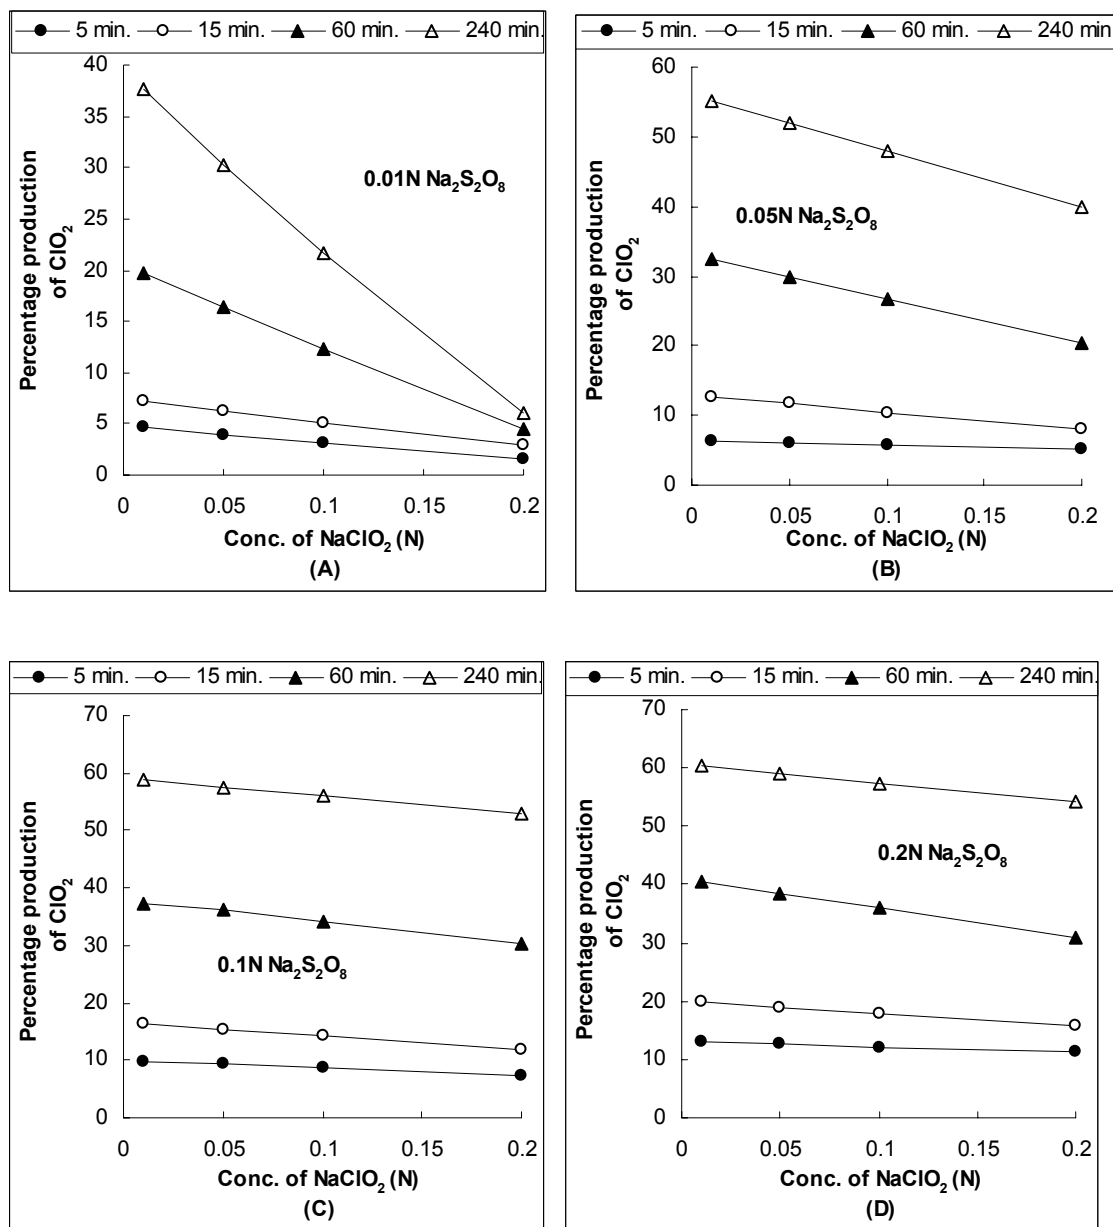 5 min. 15 min. 60 min. 240 min.
40
35
30
25
20
15
10
5
0
Percentage production
of ClO₂
0.01N Na₂S₂O₈
0 0.05 0.1 0.15 0.2
Conc. of NaClO₂ (N)
(A)
5 min. 15 min. 60 min. 240 min.
60
50
40
30
20
10
0
Percentage production
of ClO₂
0.05N Na₂S₂O₈
0 0.05 0.1 0.15 0.2
Conc. of NaClO₂ (N)
(B)
5 min. 15 min. 60 min. 240 min.
70
60
50
40
30
20
10
0
Percentage production
of ClO₂
0.1N Na₂S₂O₈
0 0.05 0.1 0.15 0.2
Conc. of NaClO₂ (N)
(C)
5 min. 15 min. 60 min. 240 min.
70
60
50
40
30
20
10
0
Percentage production
of ClO₂
0.2N Na₂S₂O₈
0 0.05 0.1 0.15 0.2
Conc. of NaClO₂ (N)
(D)